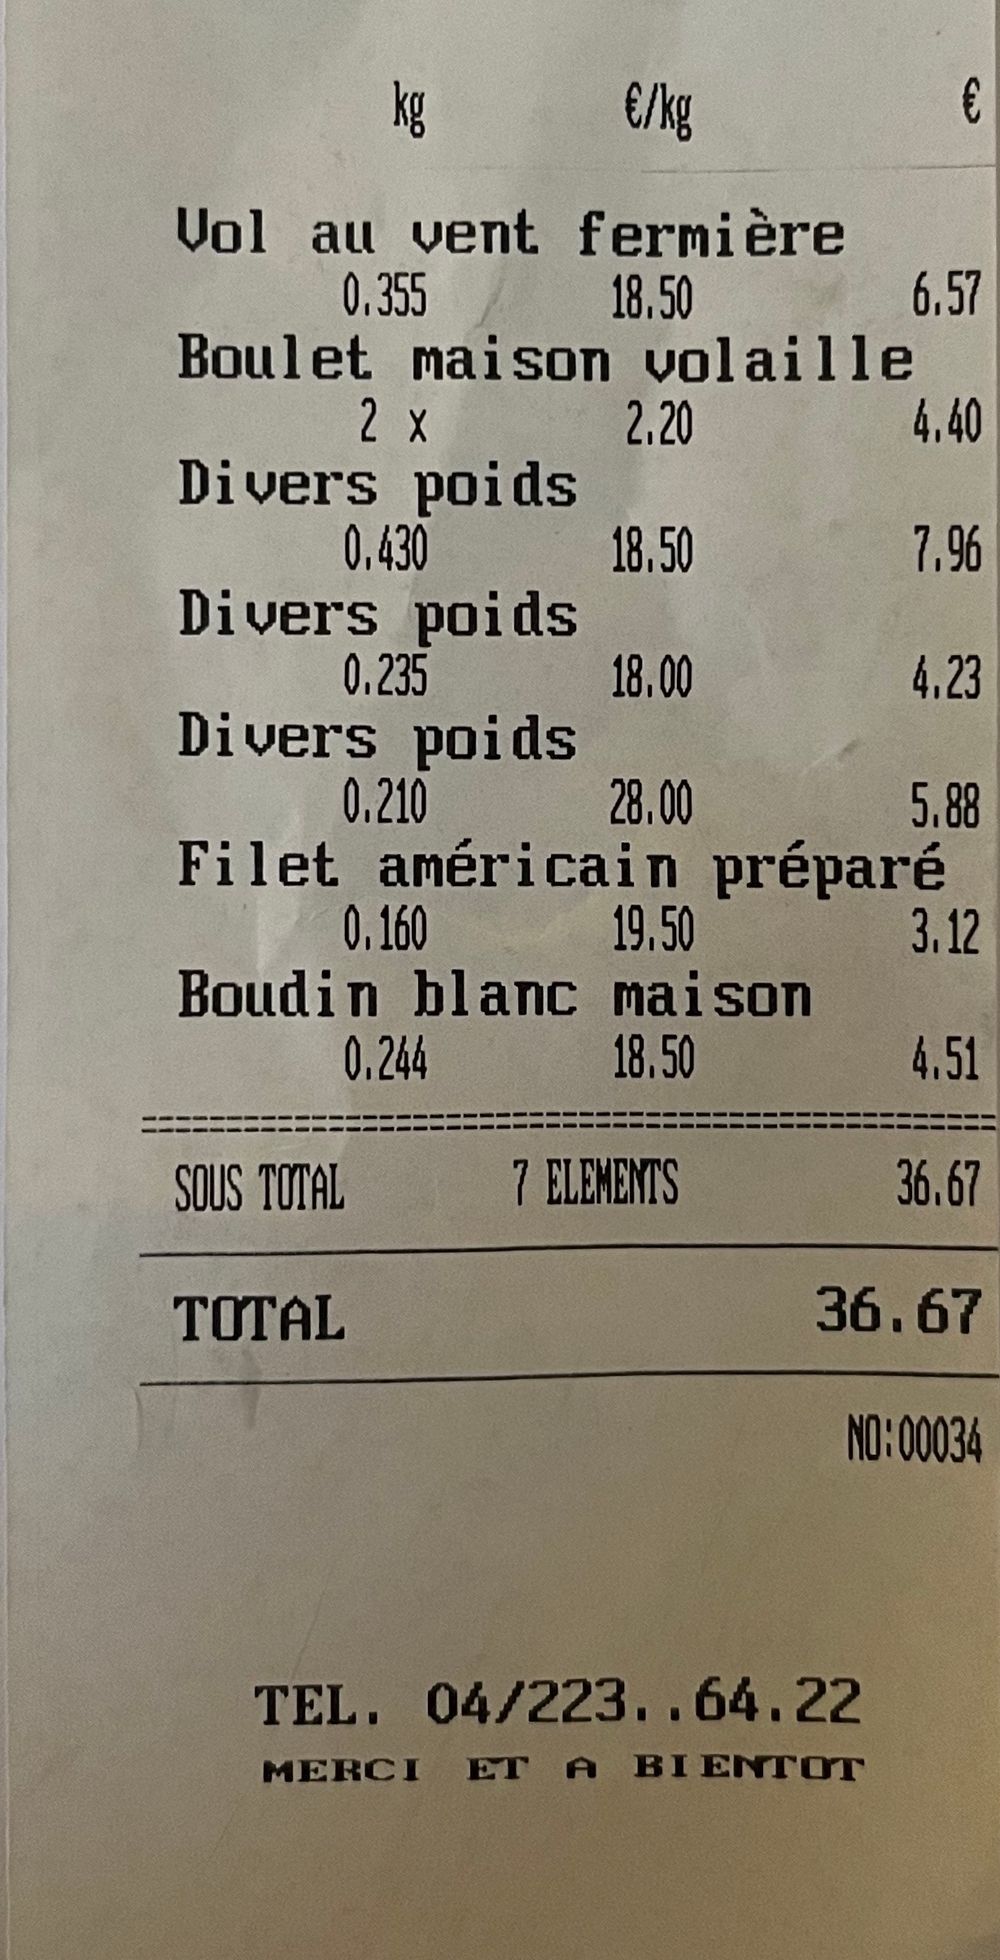 kg €/kg €
Vol au vent fermière
0.355 18.50 6.57
Boulet maison volaille
2 x 2.20 4.40
Divers poids
0.430 18.50 7.96
Divers poids
0.235 18.00 4.23
Divers poids
0.210 28.00 5.88
Filet américain préparé
0.160 19.50 3.12
Boudin blanc maison
0.244 18.50 4.51
SOUS TOTAL 7 ELEMENTS 36.67
TOTAL 36.67
NO:00034
TEL. 04/223..64.22
MERCI ET A BIENTOT